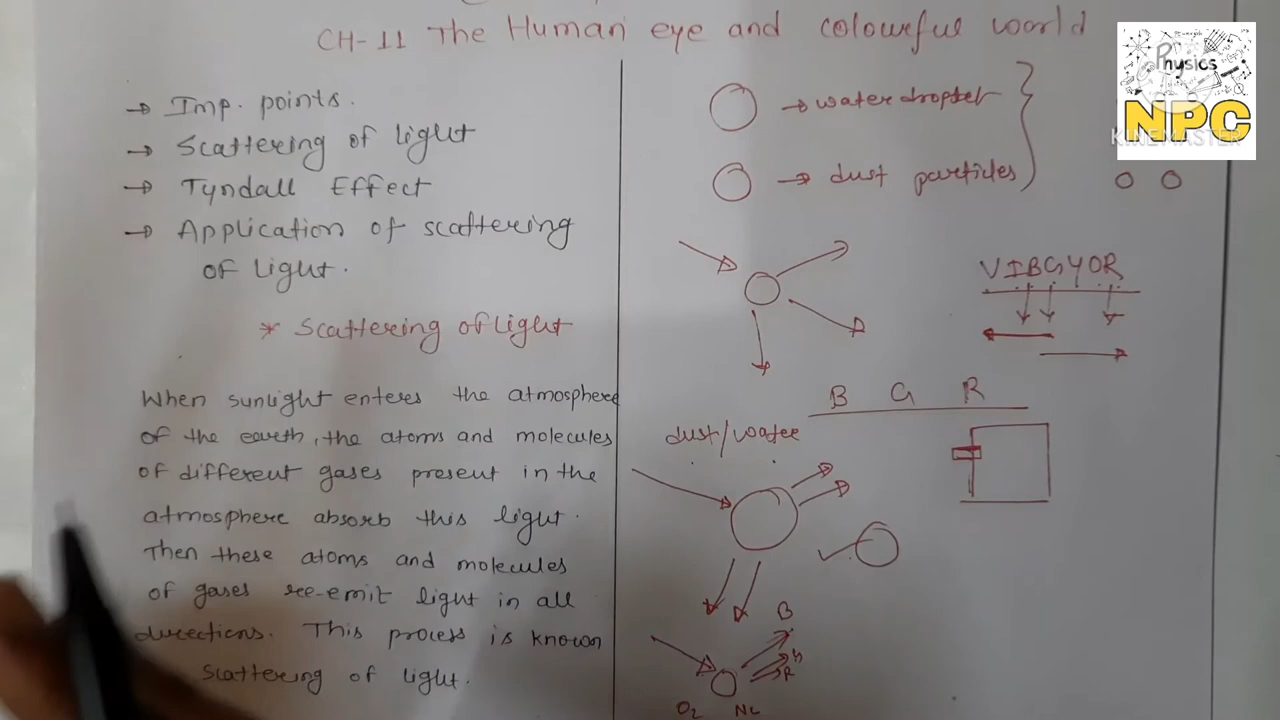 CH-11 The Human eye and colourful world
→ Imp. points.
→ Scattering of light
→ Tyndall Effect
→ Application of scattering
of light.
* Scattering of light
When sunlight enters the atmosphere
of the earth, the atoms and molecules
of different gases present in the
atmosphere absorb this light.
Then these atoms and molecules
of gases re-emit light in all
directions. This process is known
scattering of light.
→ water droplet
→ dust particles
VIBGYOR
B G R
dust/water
B
R
O2
Physics
NPC
KINEMASTER